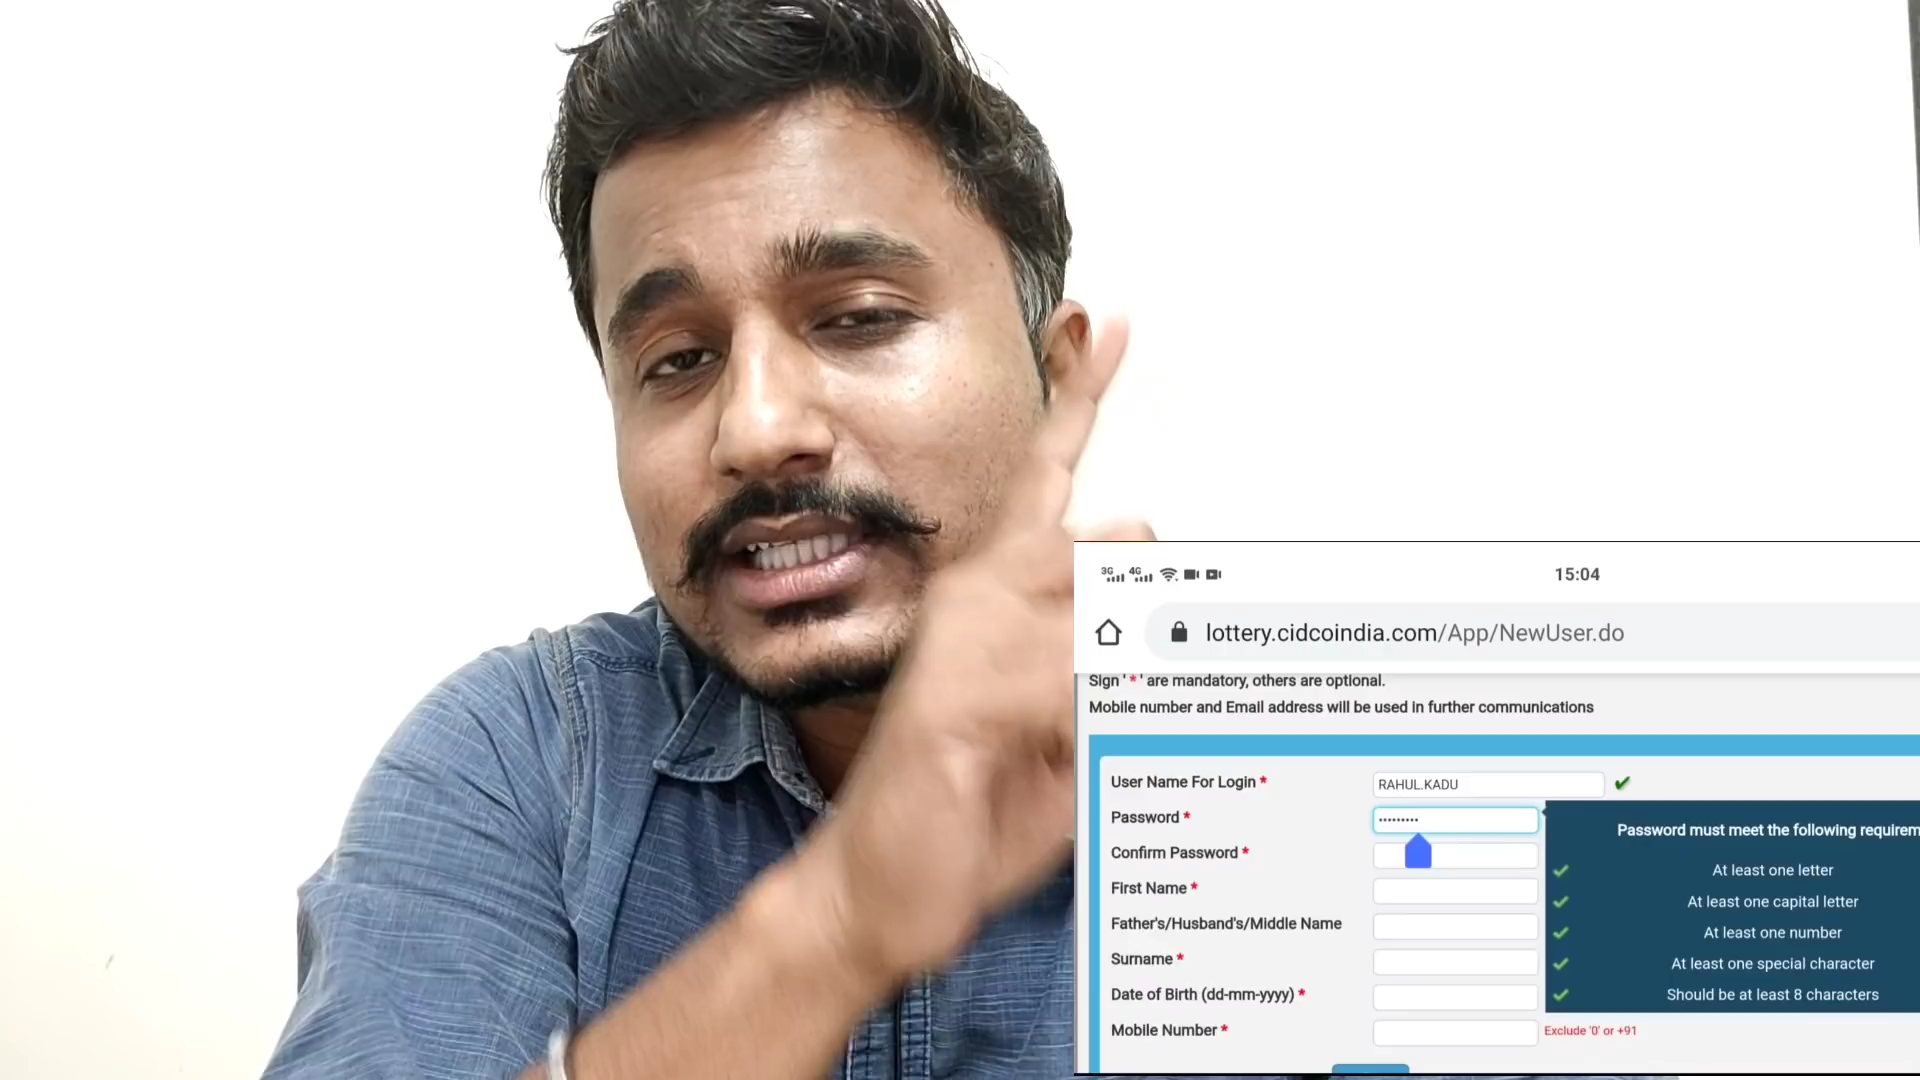 3G 4G 15:04
lottery.cidcoindia.com/App/NewUser.do
Sign ' * ' are mandatory, others are optional.
Mobile number and Email address will be used in further communications
User Name For Login * RAHUL.KADU
Password * •••••••••
Confirm Password *
First Name *
Father's/Husband's/Middle Name
Surname *
Date of Birth (dd-mm-yyyy) *
Mobile Number * Exclude '0' or +91
Password must meet the following requirem
At least one letter
At least one capital letter
At least one number
At least one special character
Should be at least 8 characters